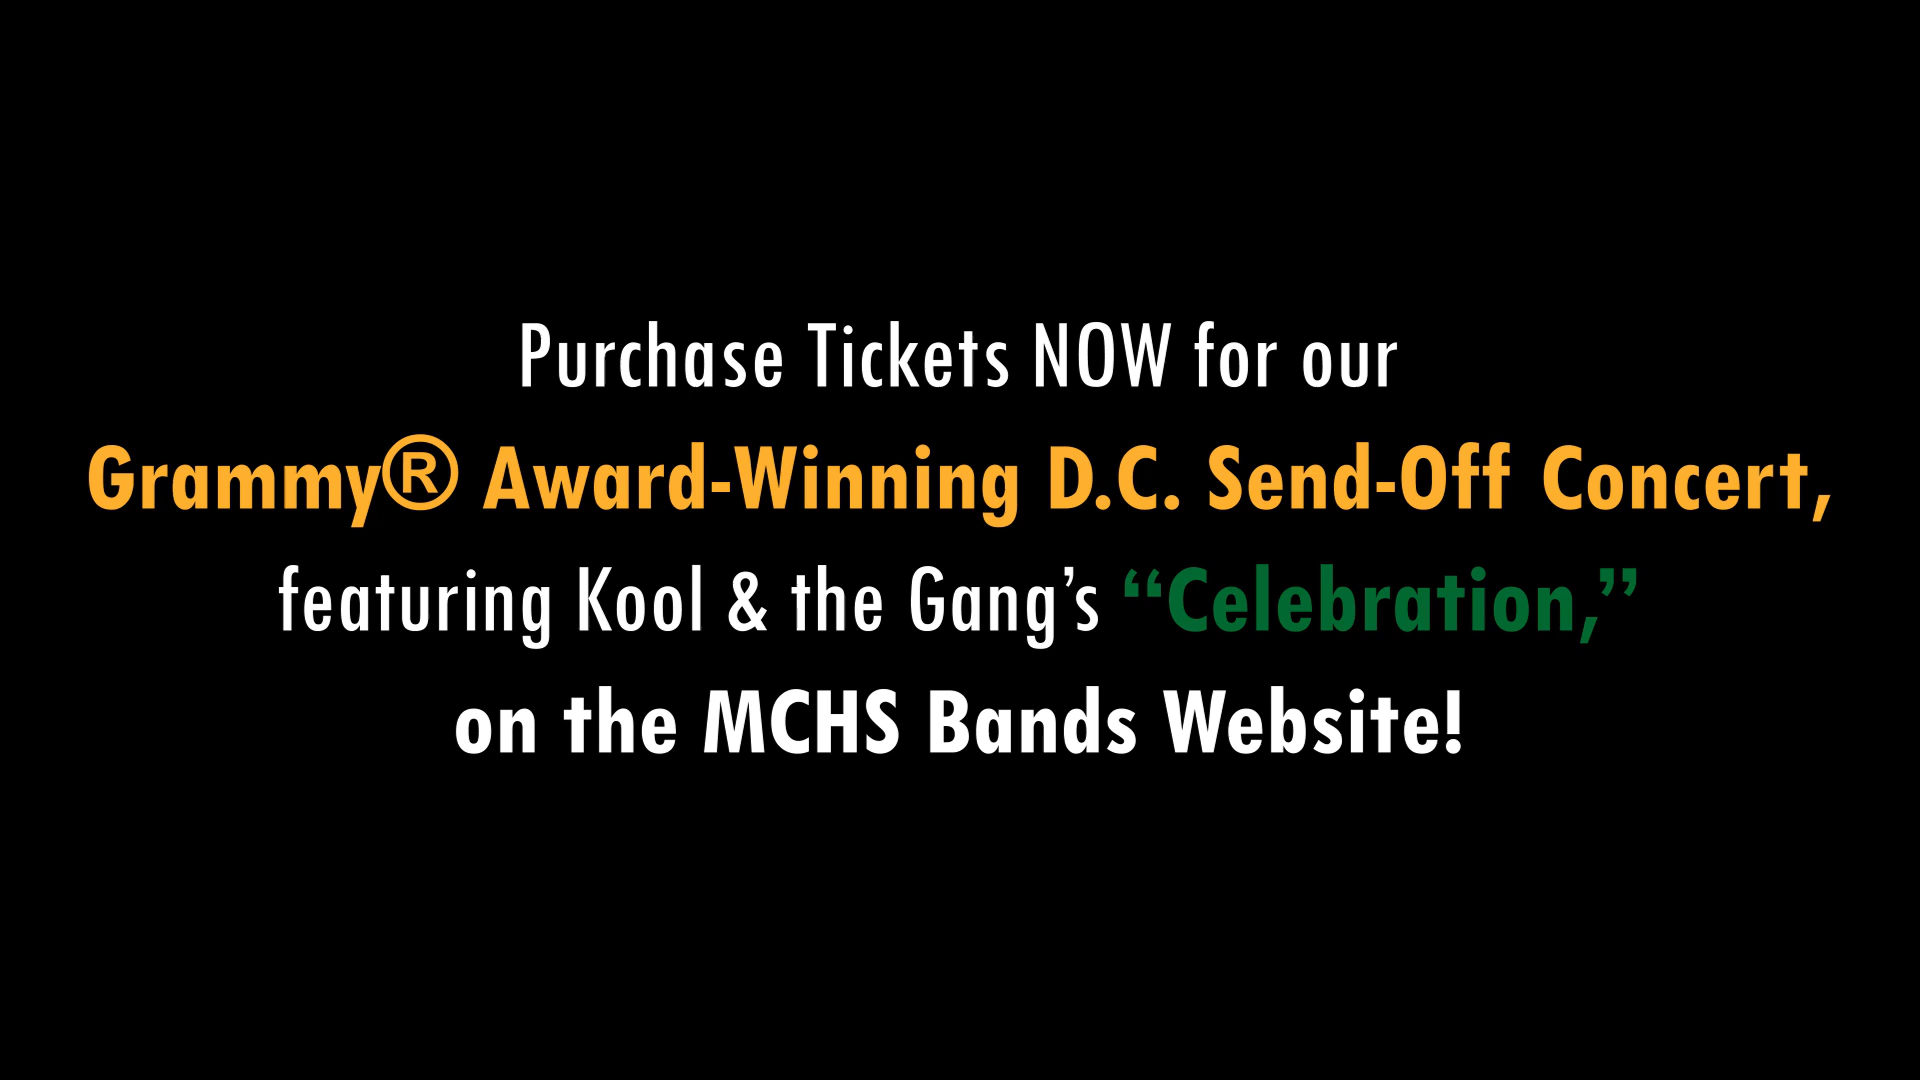 Purchase Tickets NOW for our
Grammy® Award-Winning D.C. Send-Off Concert,
featuring Kool & the Gang’s “Celebration,”
on the MCHS Bands Website!